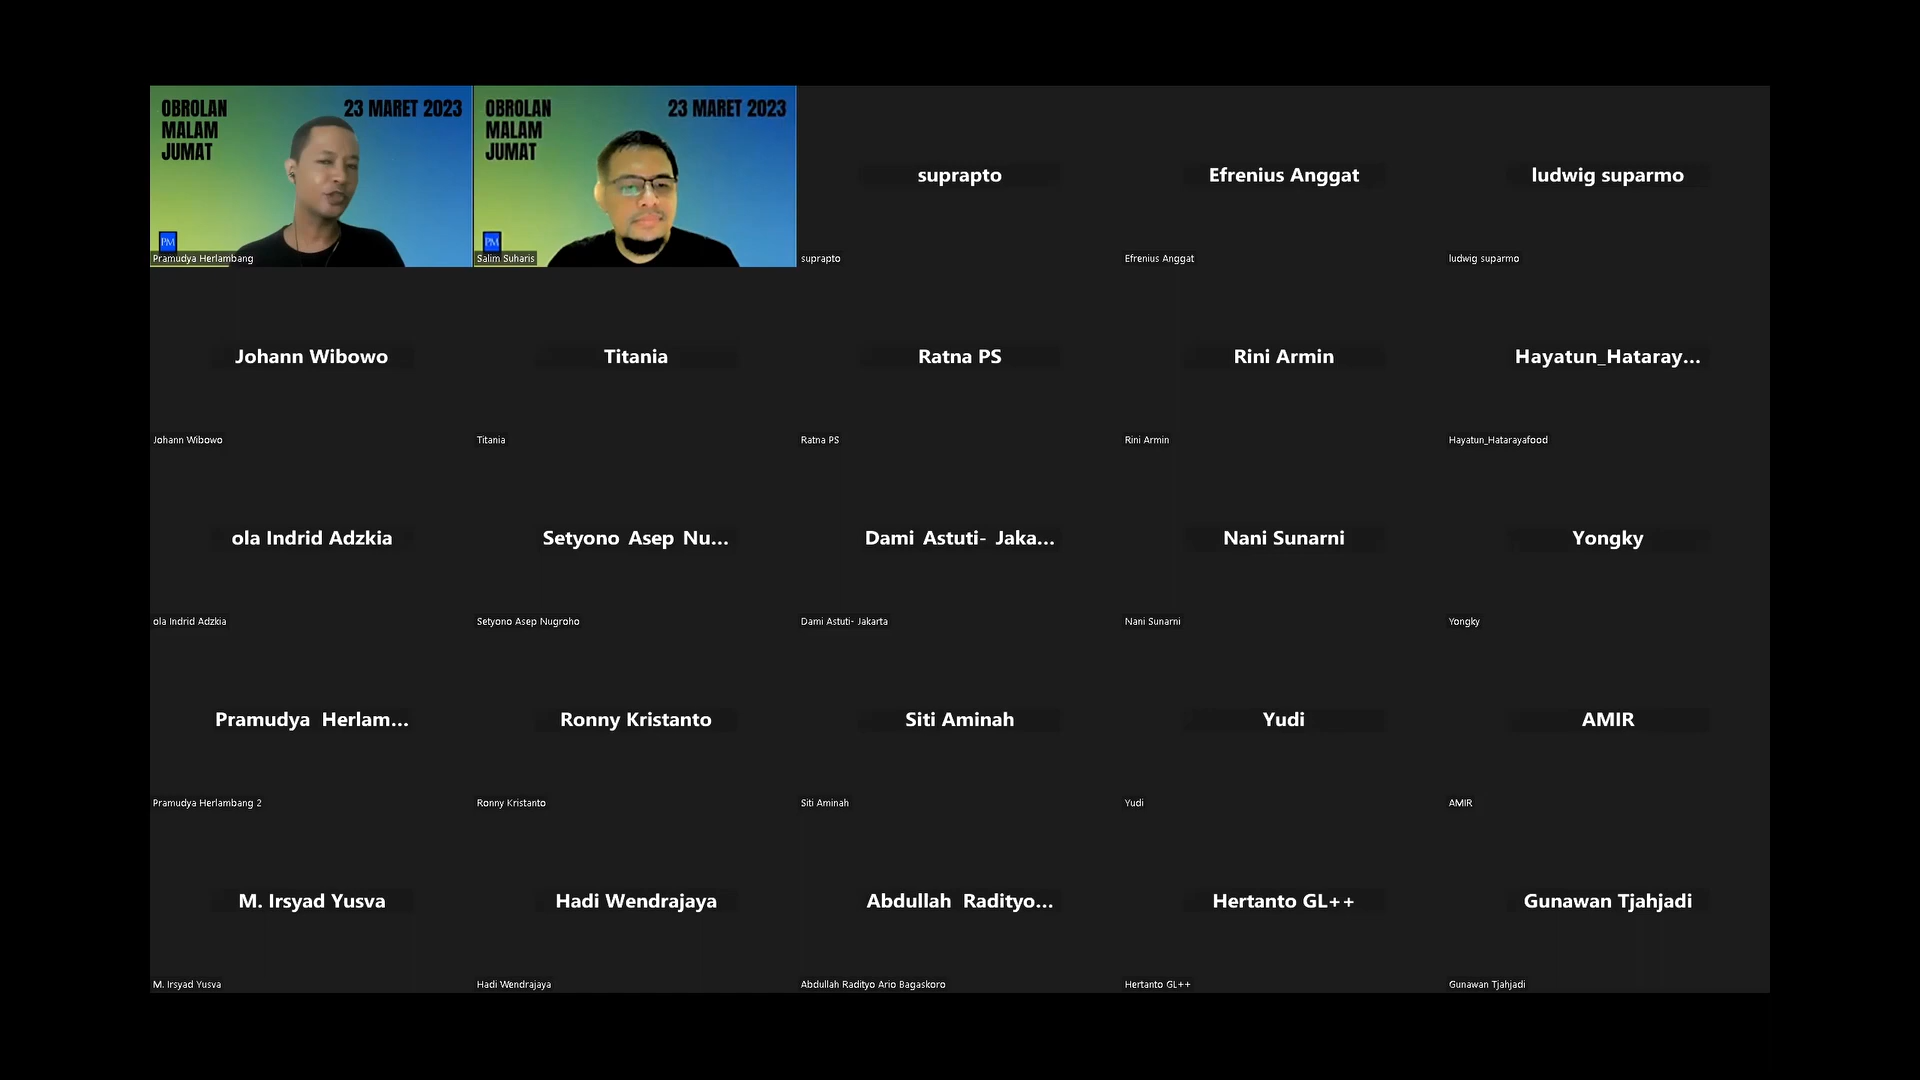 OBROLAN
MALAM
JUMAT
23 MARET 2023
PM
Pramudya Herlambang
OBROLAN
MALAM
JUMAT
23 MARET 2023
PM
Salim Suharis
suprapto
suprapto
Efrenius Anggat
Efrenius Anggat
ludwig suparmo
ludwig suparmo
Johann Wibowo
Johann Wibowo
Titania
Titania
Ratna PS
Ratna PS
Rini Armin
Rini Armin
Hayatun_Hataray...
Hayatun_Hatarayafood
ola Indrid Adzkia
ola Indrid Adzkia
Setyono Asep Nu...
Setyono Asep Nugroho
Dami Astuti- Jaka...
Dami Astuti- Jakarta
Nani Sunarni
Nani Sunarni
Yongky
Yongky
Pramudya Herlam...
Pramudya Herlambang 2
Ronny Kristanto
Ronny Kristanto
Siti Aminah
Siti Aminah
Yudi
Yudi
AMIR
AMIR
M. Irsyad Yusva
M. Irsyad Yusva
Hadi Wendrajaya
Hadi Wendrajaya
Abdullah Radityo...
Abdullah Radityo Ario Bagaskoro
Hertanto GL++
Hertanto GL++
Gunawan Tjahjadi
Gunawan Tjahjadi